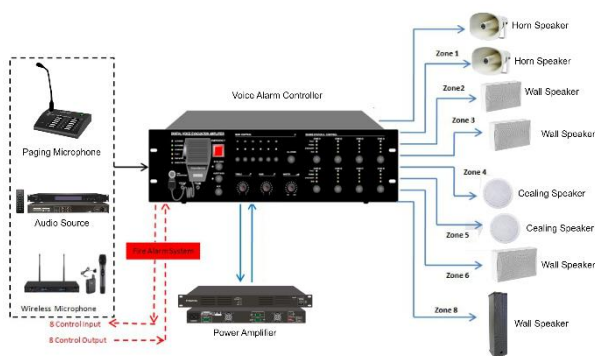 Horn Speaker
Zone 1
Horn Speaker
Voice Alarm Controller
Zone2
Wall Speaker
Zone 3
Wall Speaker
Paging Microphone
Zone 4
Cealing Speaker
Audio Source
Fire Alarm System
Zone 5
Cealing Speaker
Zone 6
Wall Speaker
Wireless Microphone
8 Control Input
Power Amplifier
Zone 8
Wall Speaker
8 Control Output